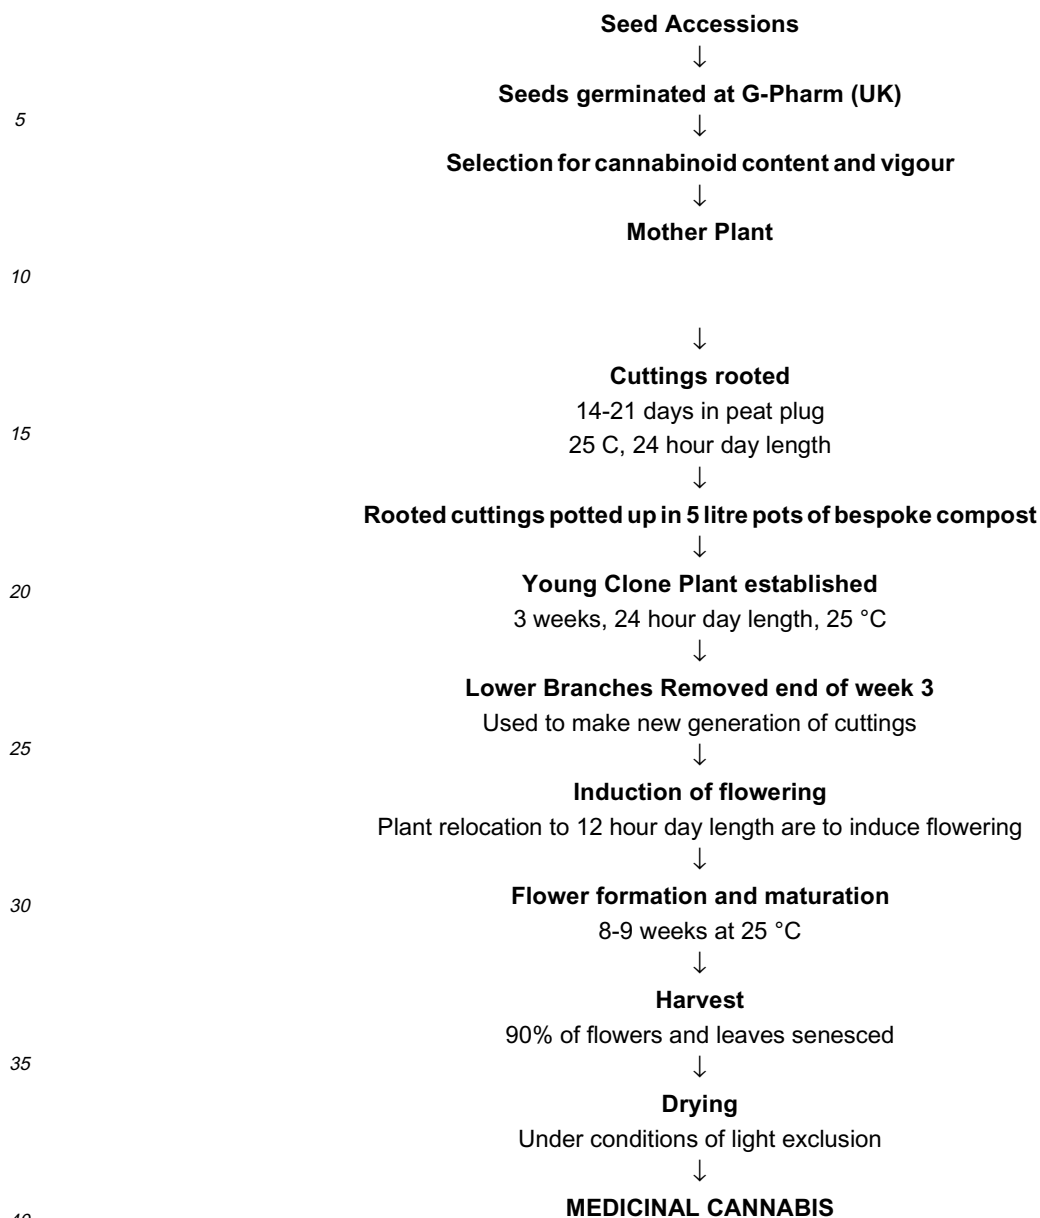 Seed Accessions
↓
5
Seeds germinated at G-Pharm (UK)
↓
Selection for cannabinoid content and vigour
↓
Mother Plant
10
↓
Cuttings rooted
14-21 days in peat plug
15
25 C, 24 hour day length
↓
Rooted cuttings potted up in 5 litre pots of bespoke compost
↓
20
Young Clone Plant established
3 weeks, 24 hour day length, 25 °C
↓
Lower Branches Removed end of week 3
Used to make new generation of cuttings
25
↓
Induction of flowering
Plant relocation to 12 hour day length are to induce flowering
↓
30
Flower formation and maturation
8-9 weeks at 25 °C
↓
Harvest
90% of flowers and leaves senesced
35
↓
Drying
Under conditions of light exclusion
↓
MEDICINAL CANNABIS